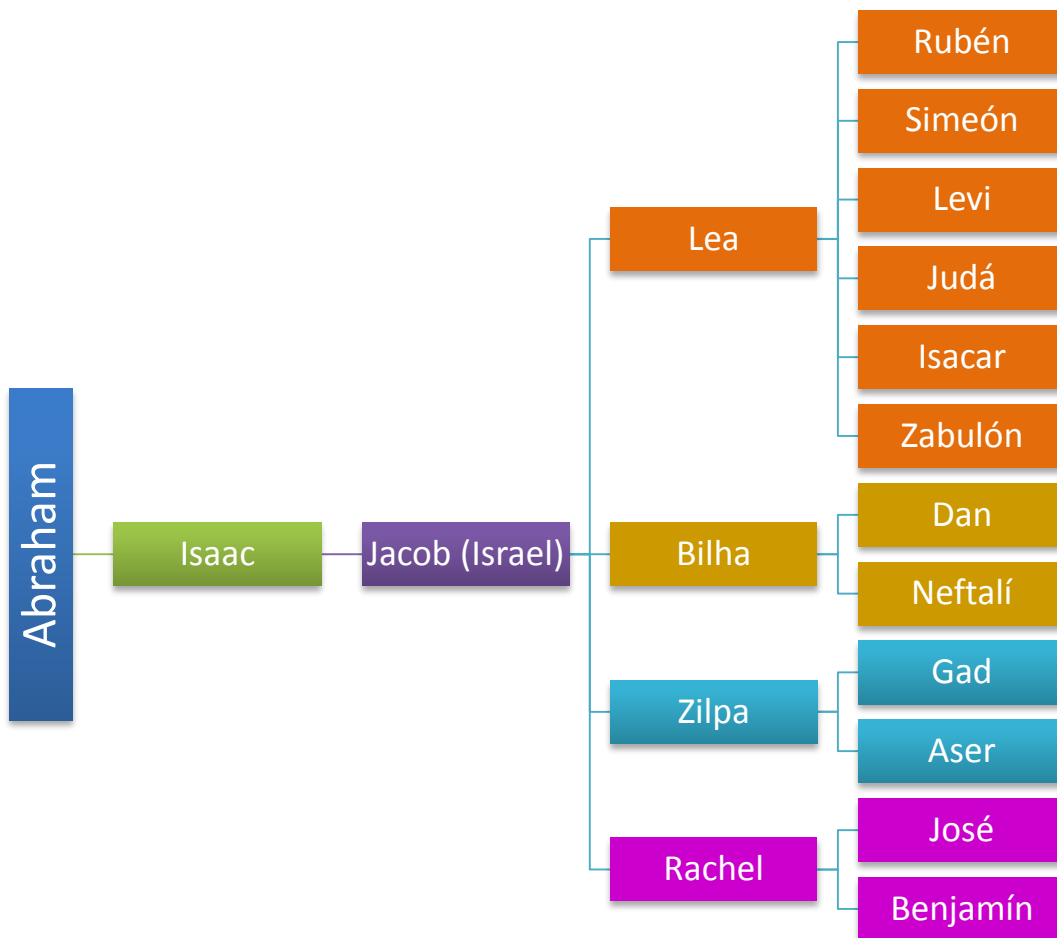 Abraham
Isaac
Jacob (Israel)
Lea
Rubén
Simeón
Levi
Judá
Isacar
Zabulón
Bilha
Dan
Neftalí
Zilpa
Gad
Aser
Rachel
José
Benjamín